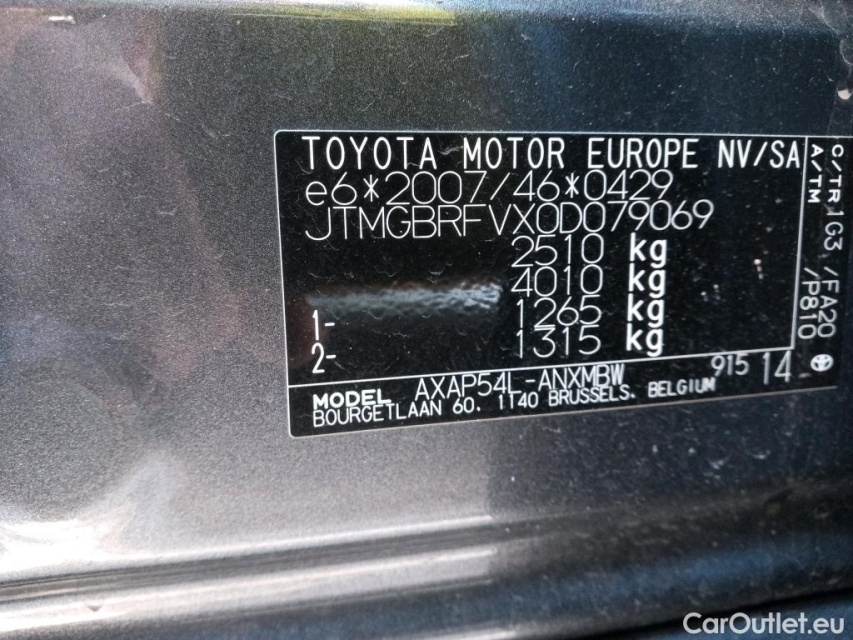 TOYOTA MOTOR EUROPE NV/SA
e6*2007/46*0429
JTMGBRFVX0D079069
2510 kg
4010 kg
1- 1265 kg
2- 1315 kg
MODEL AXAP54L-ANXMBW 915 14
BOURGETLAAN 60. 1140 BRUSSELS. BELGIUM
C/TR 1G3 /FA20
A/TM /P810
CarOutlet.eu